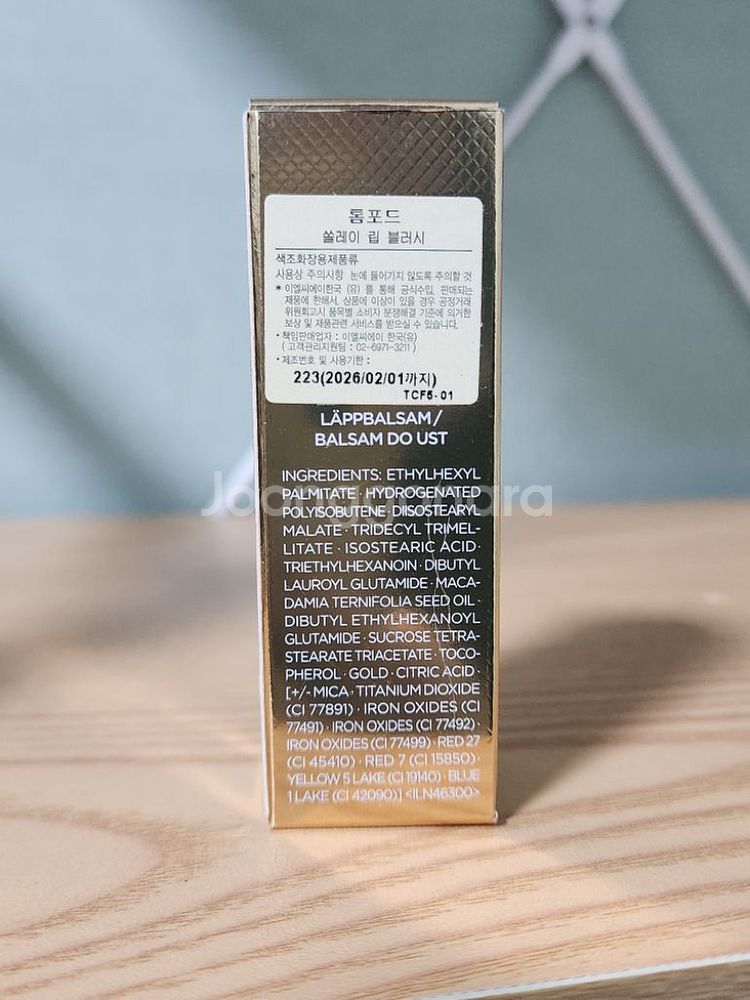 톰포드
쏠레이 립 블러시
색조화장용제품류
사용상 주의사항 눈에 들어가지 않도록 주의할 것
* 이엘씨에이한국 (유) 를 통해 공식수입, 판매되는
제품에 한해서, 상품에 이상이 있을 경우 공정거래
위원회고시 품목별 소비자 분쟁해결 기준에 의거한
보상 및 제품관련 서비스를 받으실 수 있습니다.
· 책임판매업자 : 이엘씨에이 한국(유)
( 고객관리지원팀 : 02-6971-3211 )
· 제조번호 및 사용기한 :
223(2026/02/01까지)
TCF5-01
LÄPPBALSAM/
BALSAM DO UST
INGREDIENTS: ETHYLHEXYL
PALMITATE · HYDROGENATED
POLYISOBUTENE · DIISOSTEARYL
MALATE · TRIDECYL TRIMEL-
LITATE · ISOSTEARIC ACID ·
TRIETHYLHEXANOIN · DIBUTYL
LAUROYL GLUTAMIDE · MACA-
DAMIA TERNIFOLIA SEED OIL ·
DIBUTYL ETHYLHEXANOYL
GLUTAMIDE · SUCROSE TETRA-
STEARATE TRIACETATE · TOCO-
PHEROL · GOLD · CITRIC ACID ·
[+/- MICA · TITANIUM DIOXIDE
(CI 77891) · IRON OXIDES (CI
77491) · IRON OXIDES (CI 77492) ·
IRON OXIDES (CI 77499) · RED 27
(CI 45410) · RED 7 (CI 15850) ·
YELLOW 5 LAKE (CI 19140) · BLUE
1 LAKE (CI 42090)] <ILN46300>
Joonggonara